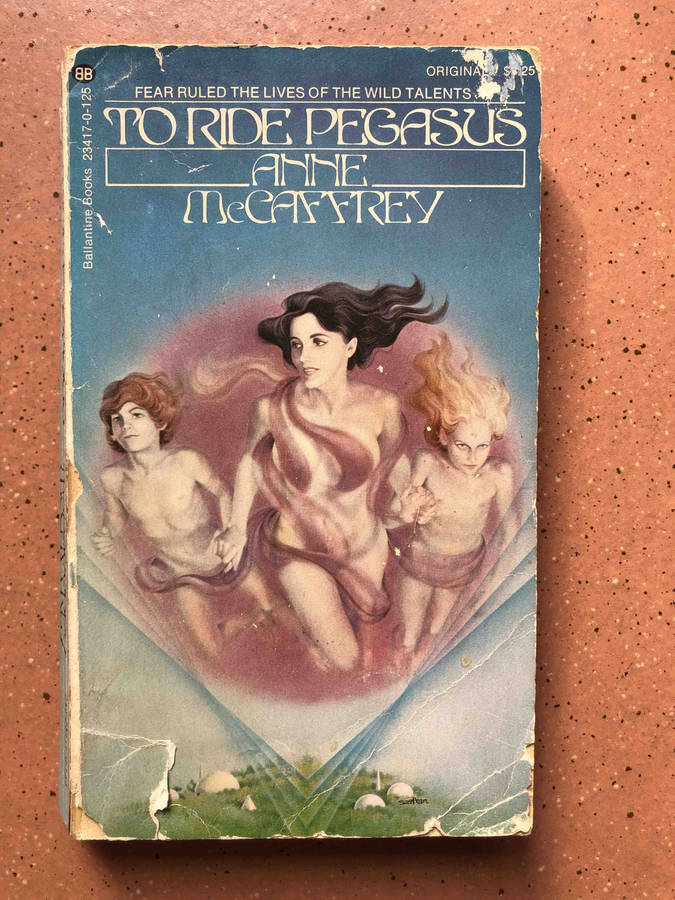 BB
ORIGINAL
FEAR RULED THE LIVES OF THE WILD TALENTS
TO RIDE PEGASUS
ANNE
McCAFFREY
Ballantine Books 23417-0-125